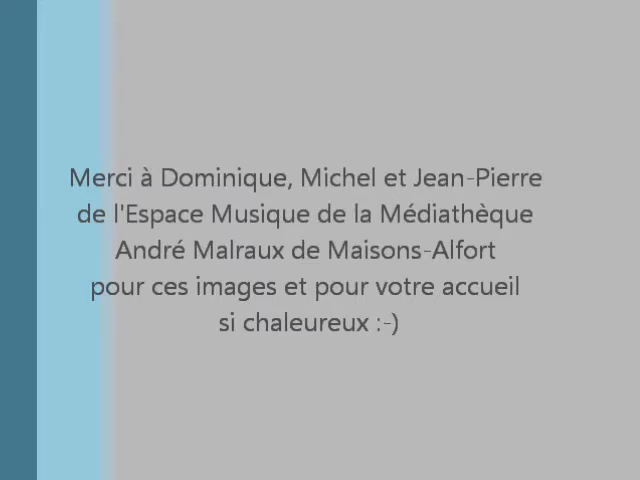 Merci à Dominique, Michel et Jean-Pierre
de l'Espace Musique de la Médiathèque
André Malraux de Maisons-Alfort
pour ces images et pour votre accueil
si chaleureux :-)